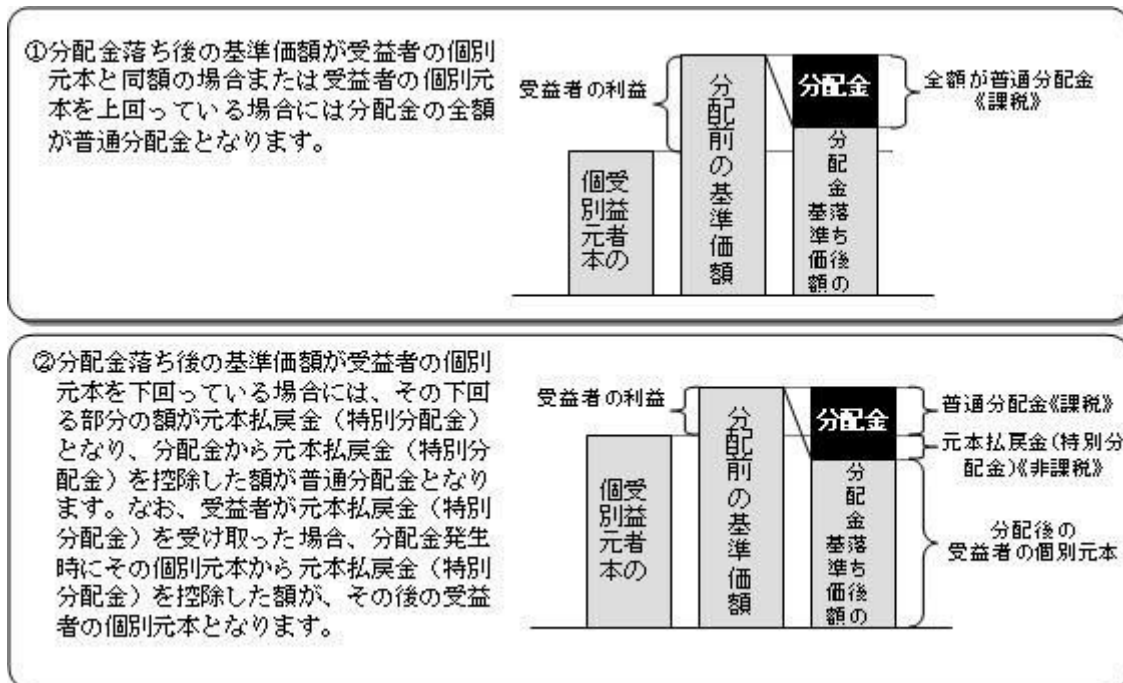 ①分配金落ち後の基準価額が受益者の個別
元本と同額の場合または受益者の個別元
本を上回っている場合には分配金の全額
が普通分配金となります。
受益者の利益
受益者の
個別元本
分配前の基準価額
分配金
分配金落ち後の
基準価額
全額が普通分配金
《課税》
②分配金落ち後の基準価額が受益者の個別
元本を下回っている場合には、その下回
る部分の額が元本払戻金（特別分配金）
となり、分配金から元本払戻金（特別分
配金）を控除した額が普通分配金となり
ます。なお、受益者が元本払戻金（特別
分配金）を受け取った場合、分配金発生
時にその個別元本から元本払戻金（特別
分配金）を控除した額が、その後の受益
者の個別元本となります。
受益者の利益
受益者の
個別元本
分配前の基準価額
分配金
分配金落ち後の
基準価額
普通分配金《課税》
元本払戻金（特別分
配金）《非課税》
分配後の
受益者の個別元本